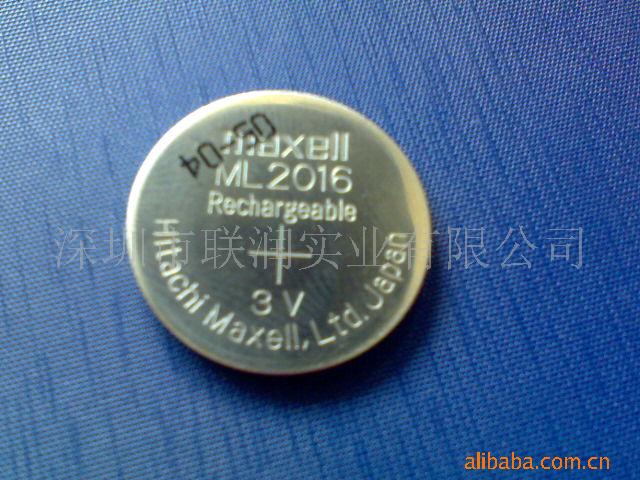 05-04
maxell
ML2016
Rechargeable
+
3V
Hitachi Maxell, Ltd. Japan
深圳市联润实业有限公司
alibaba.com.cn